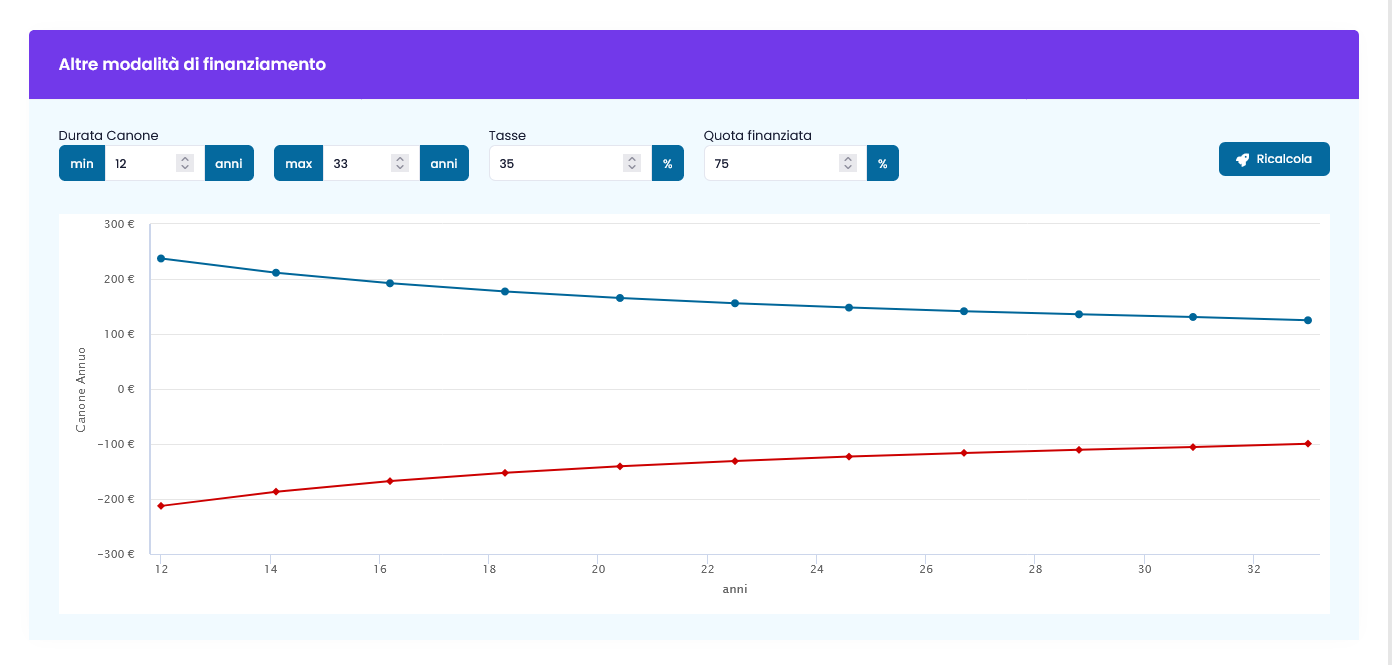 Altre modalità di finanziamento
Durata Canone
min 12 anni
max 33 anni
Tasse
35 %
Quota finanziata
75 %
Ricalcola
300 €
200 €
100 €
0 €
-100 €
-200 €
-300 €
Canone Annuo
12 14 16 18 20 22 24 26 28 30 32
anni